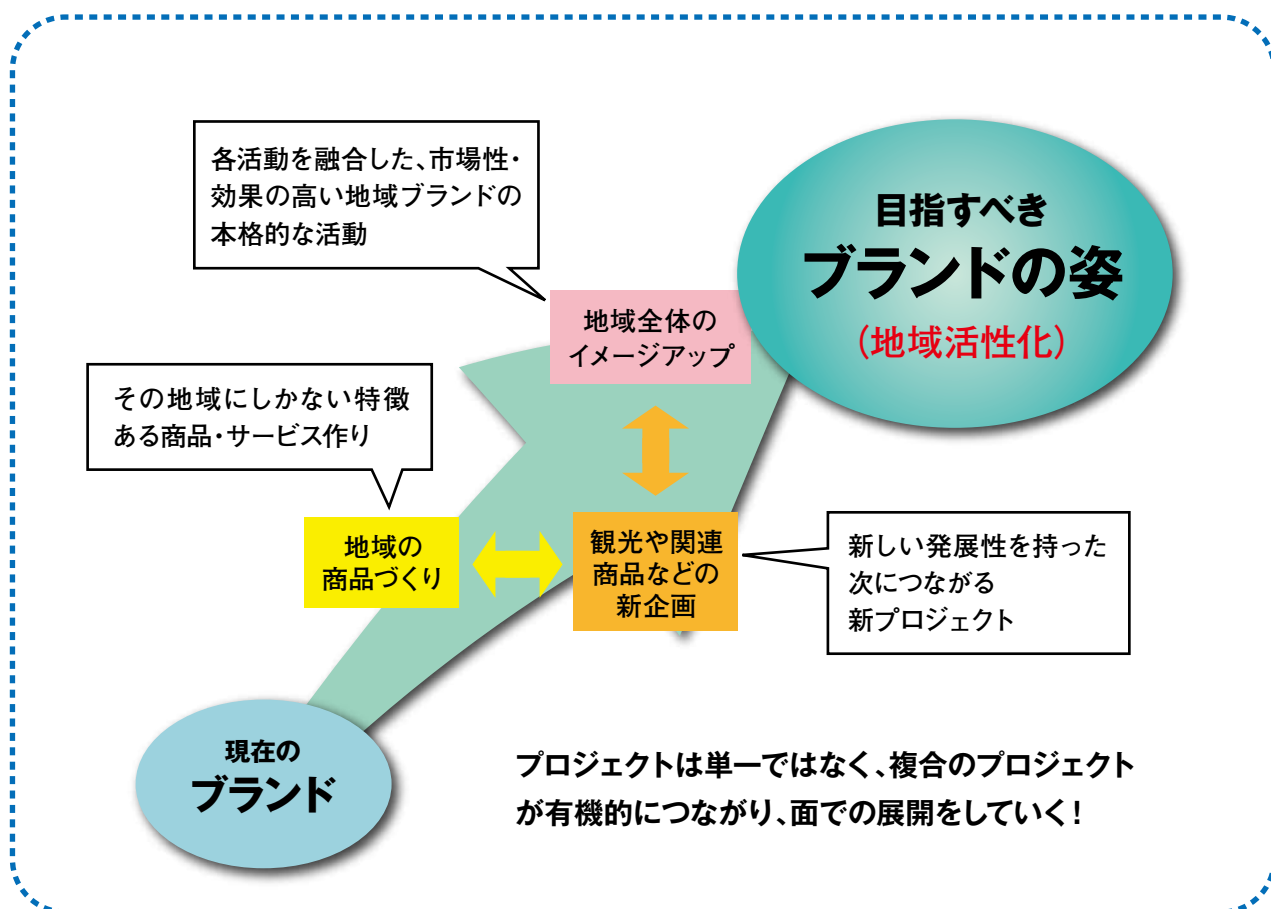 各活動を融合した、市場性・
効果の高い地域ブランドの
本格的な活動
目指すべき
ブランドの姿
（地域活性化）
地域全体の
イメージアップ
その地域にしかない特徴
ある商品・サービス作り
地域の
商品づくり
観光や関連
商品などの
新企画
新しい発展性を持った
次につながる
新プロジェクト
現在の
ブランド
プロジェクトは単一ではなく、複合のプロジェクト
が有機的につながり、面での展開をしていく！